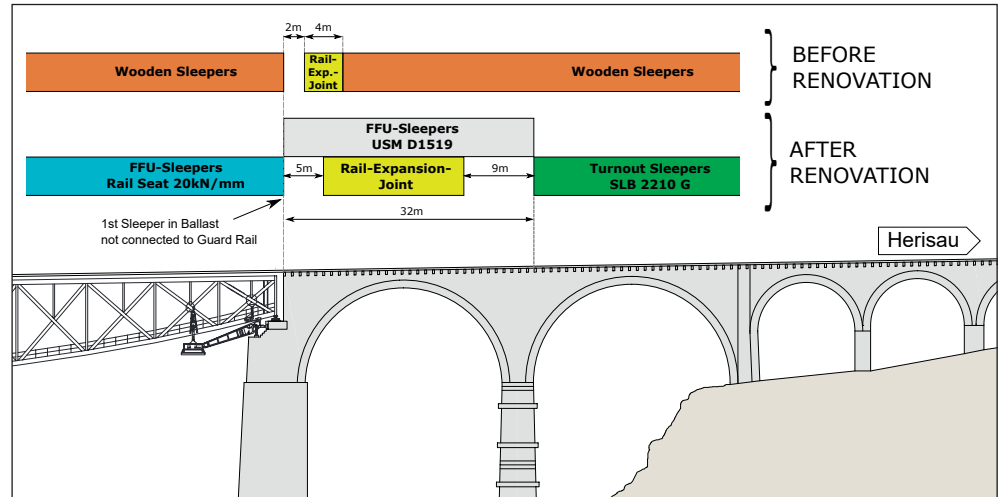 2m
4m
Wooden Sleepers
Rail-
Exp.-
Joint
Wooden Sleepers
BEFORE
RENOVATION
FFU-Sleepers
USM D1519
FFU-Sleepers
Rail Seat 20kN/mm
5m
Rail-Expansion-
Joint
9m
Turnout Sleepers
SLB 2210 G
AFTER
RENOVATION
32m
1st Sleeper in Ballast
not connected to Guard Rail
Herisau